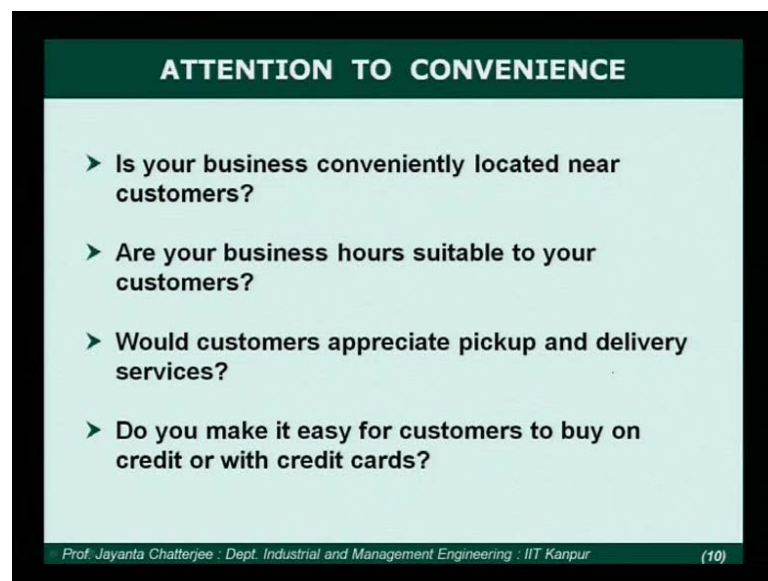 ATTENTION TO CONVENIENCE
➤ Is your business conveniently located near
customers?
➤ Are your business hours suitable to your
customers?
➤ Would customers appreciate pickup and delivery
services?
➤ Do you make it easy for customers to buy on
credit or with credit cards?
Prof. Jayanta Chatterjee : Dept. Industrial and Management Engineering : IIT Kanpur (10)